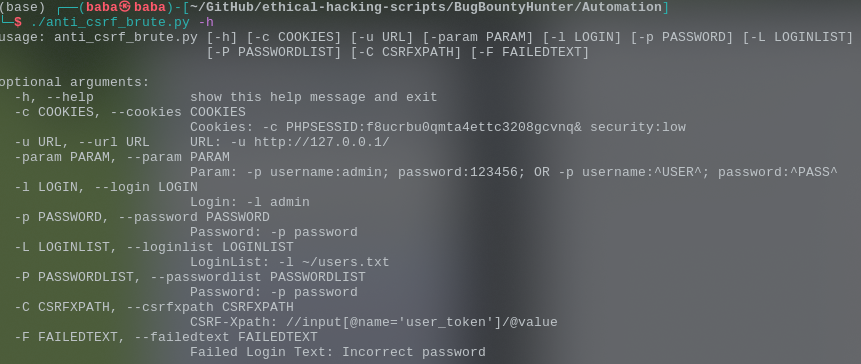 (base) ┌──(baba㉿baba)-[~/GitHub/ethical-hacking-scripts/BugBountyHunter/Automation]
└─$ ./anti_csrf_brute.py -h
usage: anti_csrf_brute.py [-h] [-c COOKIES] [-u URL] [-param PARAM] [-l LOGIN] [-p PASSWORD] [-L LOGINLIST]
[-P PASSWORDLIST] [-C CSRFXPATH] [-F FAILEDTEXT]
optional arguments:
-h, --help show this help message and exit
-c COOKIES, --cookies COOKIES
Cookies: -c PHPSESSID:f8ucrbu0qmta4ettc3208gcvnq& security:low
-u URL, --url URL URL: -u http://127.0.0.1/
-param PARAM, --param PARAM
Param: -p username:admin; password:123456; OR -p username:^USER^; password:^PASS^
-l LOGIN, --login LOGIN
Login: -l admin
-p PASSWORD, --password PASSWORD
Password: -p password
-L LOGINLIST, --loginlist LOGINLIST
LoginList: -l ~/users.txt
-P PASSWORDLIST, --passwordlist PASSWORDLIST
Password: -p password
-C CSRFXPATH, --csrfxpath CSRFXPATH
CSRF-Xpath: //input[@name='user_token']/@value
-F FAILEDTEXT, --failedtext FAILEDTEXT
Failed Login Text: Incorrect password